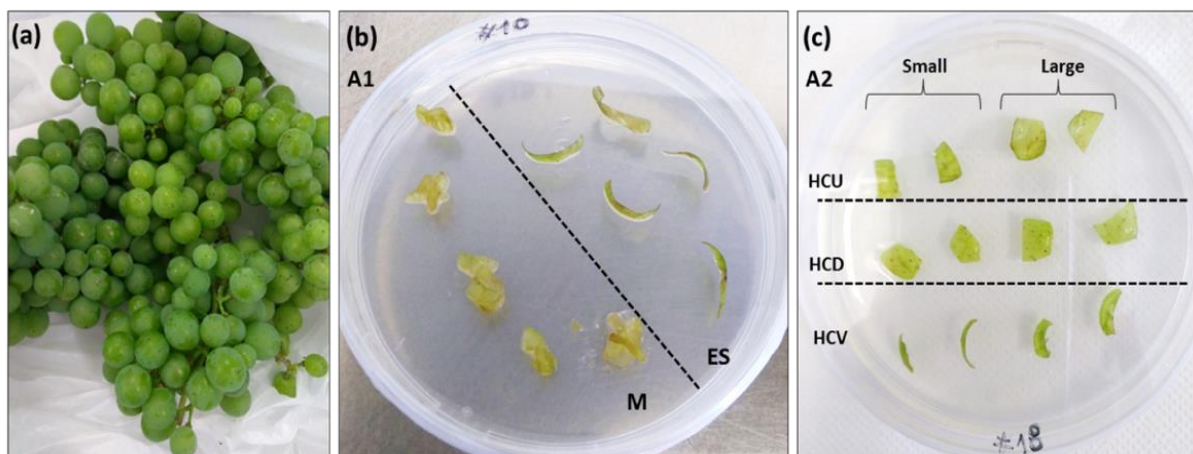 (a)
(b)
#10
A1
ES
M
(c)
A2
Small Large
HCU
HCD
HCV
#18